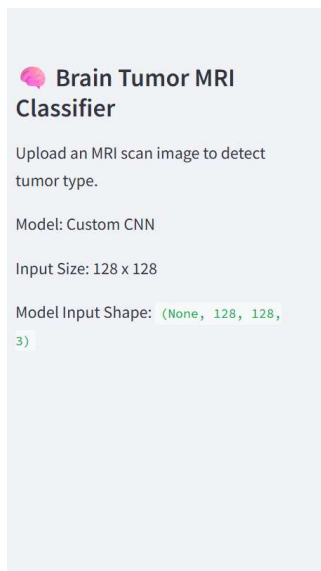 🧠 Brain Tumor MRI
Classifier
Upload an MRI scan image to detect
tumor type.
Model: Custom CNN
Input Size: 128 x 128
Model Input Shape: (None, 128, 128,
3)